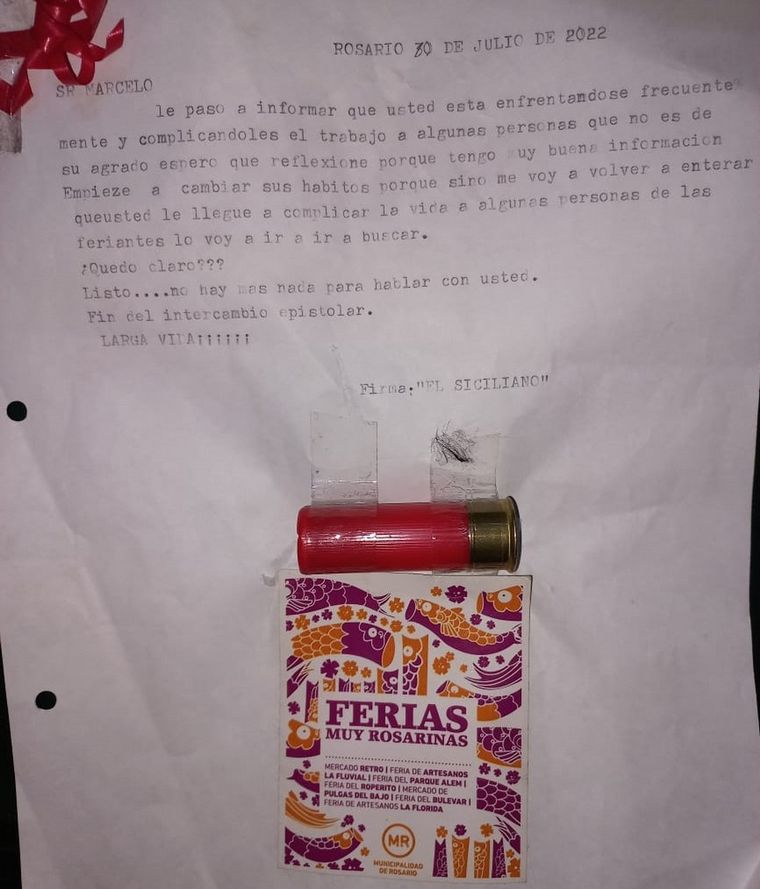 ROSARIO 30 DE JULIO DE 2022
SR MARCELO
le paso a informar que usted esta enfrentamdose frecuente
mente y complicandoles el trabajo a algunas personas que no es de
su agrado espero que reflexione porque tengo muy buena informacion
Empieze a cambiar sus habitos porque sino me voy a volver a enterar
queusted le llegue a complicar la vida a algunas personas de las
feriantes lo voy a ir a ir a buscar.
¿Quedo claro???
Listo....no hay mas nada para hablar con usted.
Fin del intercambio epistolar.
LARGA VIDA¡¡¡¡¡¡
Firma:"EL SICILIANO"
FERIAS
MUY ROSARINAS
MERCADO RETRO | FERIA DE ARTESANOS
LA FLUVIAL | FERIA DEL PARQUE ALEM |
FERIA DEL ROPERITO | MERCADO DE
PULGAS DEL BAJO | FERIA DEL BULEVAR |
FERIA DE ARTESANOS LA FLORIDA
MR
MUNICIPALIDAD
DE ROSARIO